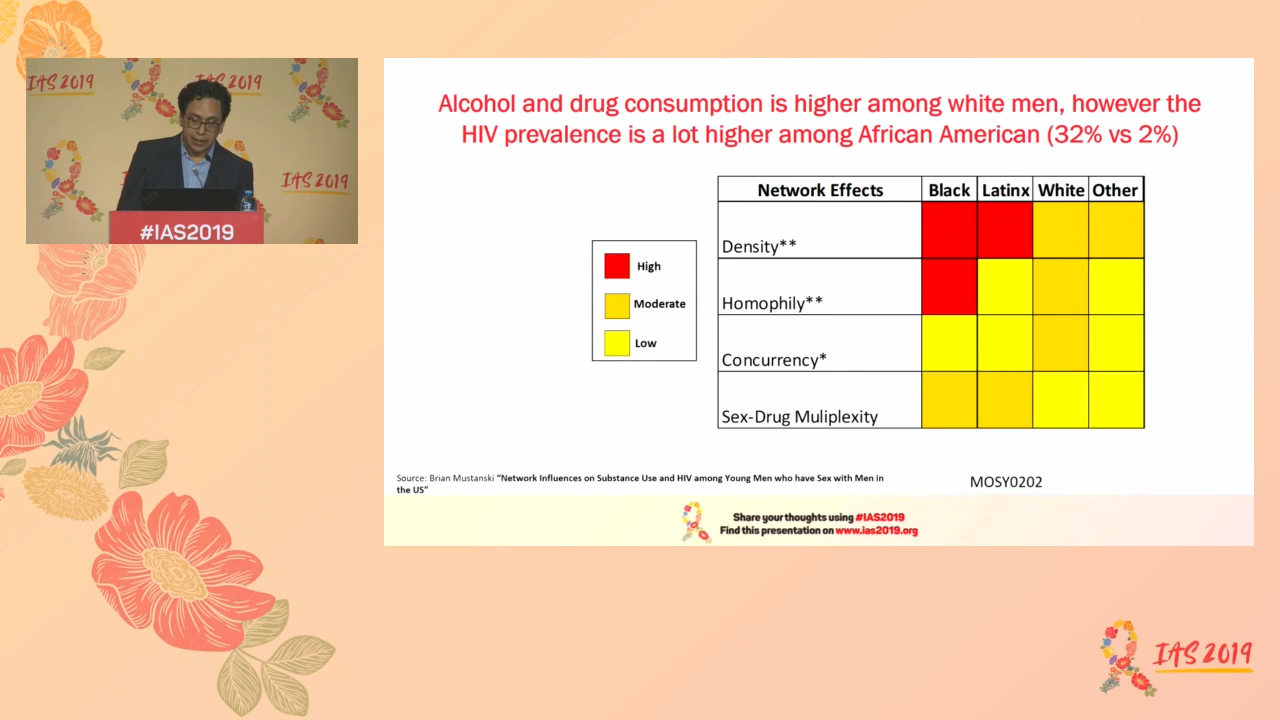 IAS 2019
IAS 2019
IAS 2019
#IAS2019
Alcohol and drug consumption is higher among white men, however the
HIV prevalence is a lot higher among African American (32% vs 2%)
High
Moderate
Low
Network Effects Black Latinx White Other
Density**
Homophily**
Concurrency*
Sex-Drug Muliplexity
Source: Brian Mustanski "Network Influences on Substance Use and HIV among Young Men who have Sex with Men in
the US"
MOSY0202
Share your thoughts using #IAS2019
Find this presentation on www.ias2019.org
IAS 2019